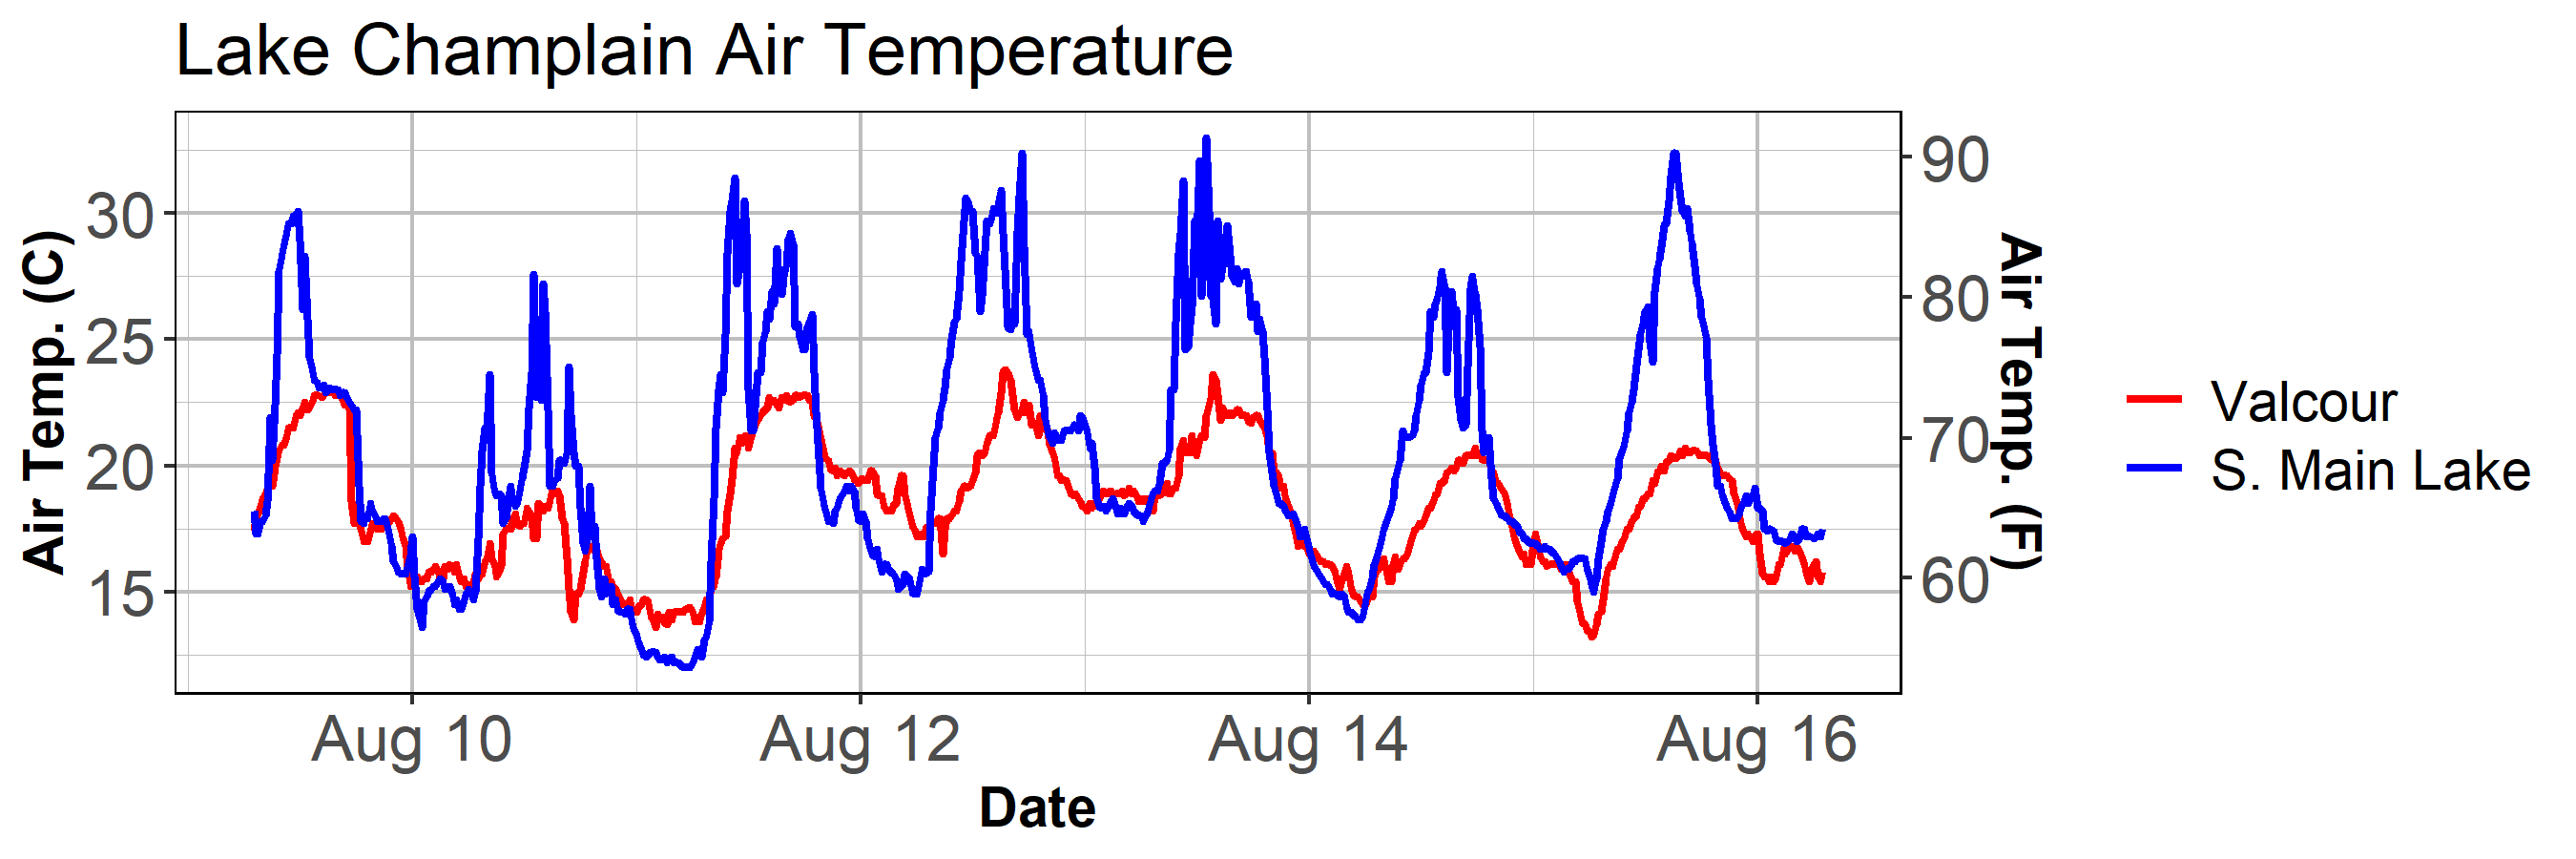 Lake Champlain Air Temperature
Air Temp. (C)
30
25
20
15
90
80
70
60
Air Temp. (F)
Aug 10
Aug 12
Aug 14
Aug 16
Date
Valcour
S. Main Lake